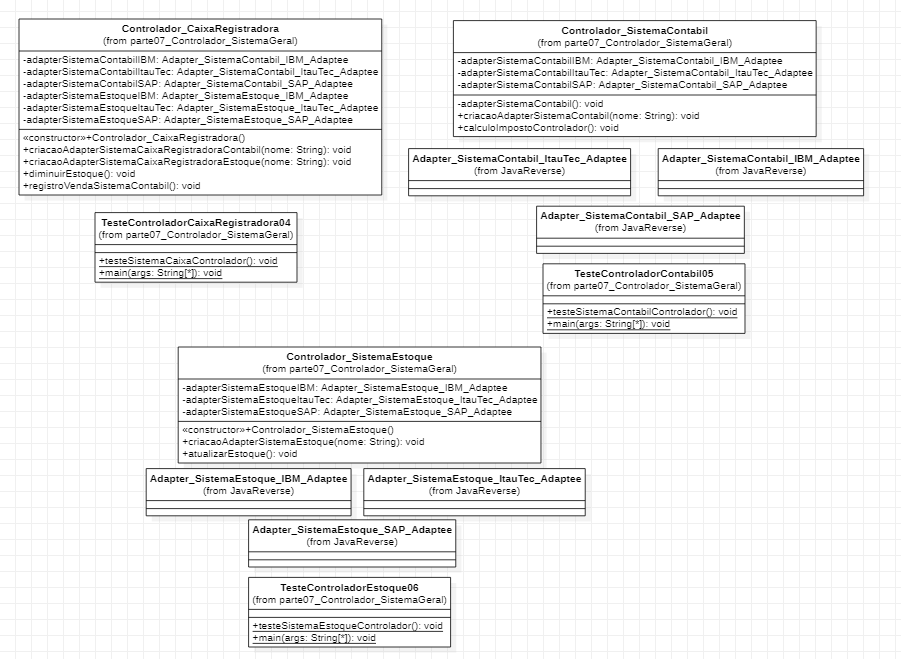 Controlador_CaixaRegistradora
(from parte07_Controlador_SistemaGeral)
-adapterSistemaContabilIBM: Adapter_SistemaContabil_IBM_Adaptee
-adapterSistemaContabilItauTec: Adapter_SistemaContabil_ItauTec_Adaptee
-adapterSistemaContabilSAP: Adapter_SistemaContabil_SAP_Adaptee
-adapterSistemaEstoqueIBM: Adapter_SistemaEstoque_IBM_Adaptee
-adapterSistemaEstoqueItauTec: Adapter_SistemaEstoque_ItauTec_Adaptee
-adapterSistemaEstoqueSAP: Adapter_SistemaEstoque_SAP_Adaptee
«constructor»+Controlador_CaixaRegistradora()
+criacaoAdapterSistemaCaixaRegistradoraContabil(nome: String): void
+criacaoAdapterSistemaCaixaRegistradoraEstoque(nome: String): void
+diminuirEstoque(): void
+registroVendaSistemaContabil(): void
Controlador_SistemaContabil
(from parte07_Controlador_SistemaGeral)
-adapterSistemaContabilIBM: Adapter_SistemaContabil_IBM_Adaptee
-adapterSistemaContabilItauTec: Adapter_SistemaContabil_ItauTec_Adaptee
-adapterSistemaContabilSAP: Adapter_SistemaContabil_SAP_Adaptee
-adapterSistemaContabil(): void
+criacaoAdapterSistemaContabil(nome: String): void
+calculoImpostoControlador(): void
Adapter_SistemaContabil_ItauTec_Adaptee
(from JavaReverse)
Adapter_SistemaContabil_IBM_Adaptee
(from JavaReverse)
Adapter_SistemaContabil_SAP_Adaptee
(from JavaReverse)
TesteControladorCaixaRegistradora04
(from parte07_Controlador_SistemaGeral)
+testeSistemaCaixaControlador(): void
+main(args: String[*]): void
TesteControladorContabil05
(from parte07_Controlador_SistemaGeral)
+testeSistemaContabilControlador(): void
+main(args: String[*]): void
Controlador_SistemaEstoque
(from parte07_Controlador_SistemaGeral)
-adapterSistemaEstoqueIBM: Adapter_SistemaEstoque_IBM_Adaptee
-adapterSistemaEstoqueItauTec: Adapter_SistemaEstoque_ItauTec_Adaptee
-adapterSistemaEstoqueSAP: Adapter_SistemaEstoque_SAP_Adaptee
«constructor»+Controlador_SistemaEstoque()
+criacaoAdapterSistemaEstoque(nome: String): void
+atualizarEstoque(): void
Adapter_SistemaEstoque_IBM_Adaptee
(from JavaReverse)
Adapter_SistemaEstoque_ItauTec_Adaptee
(from JavaReverse)
Adapter_SistemaEstoque_SAP_Adaptee
(from JavaReverse)
TesteControladorEstoque06
(from parte07_Controlador_SistemaGeral)
+testeSistemaEstoqueControlador(): void
+main(args: String[*]): void